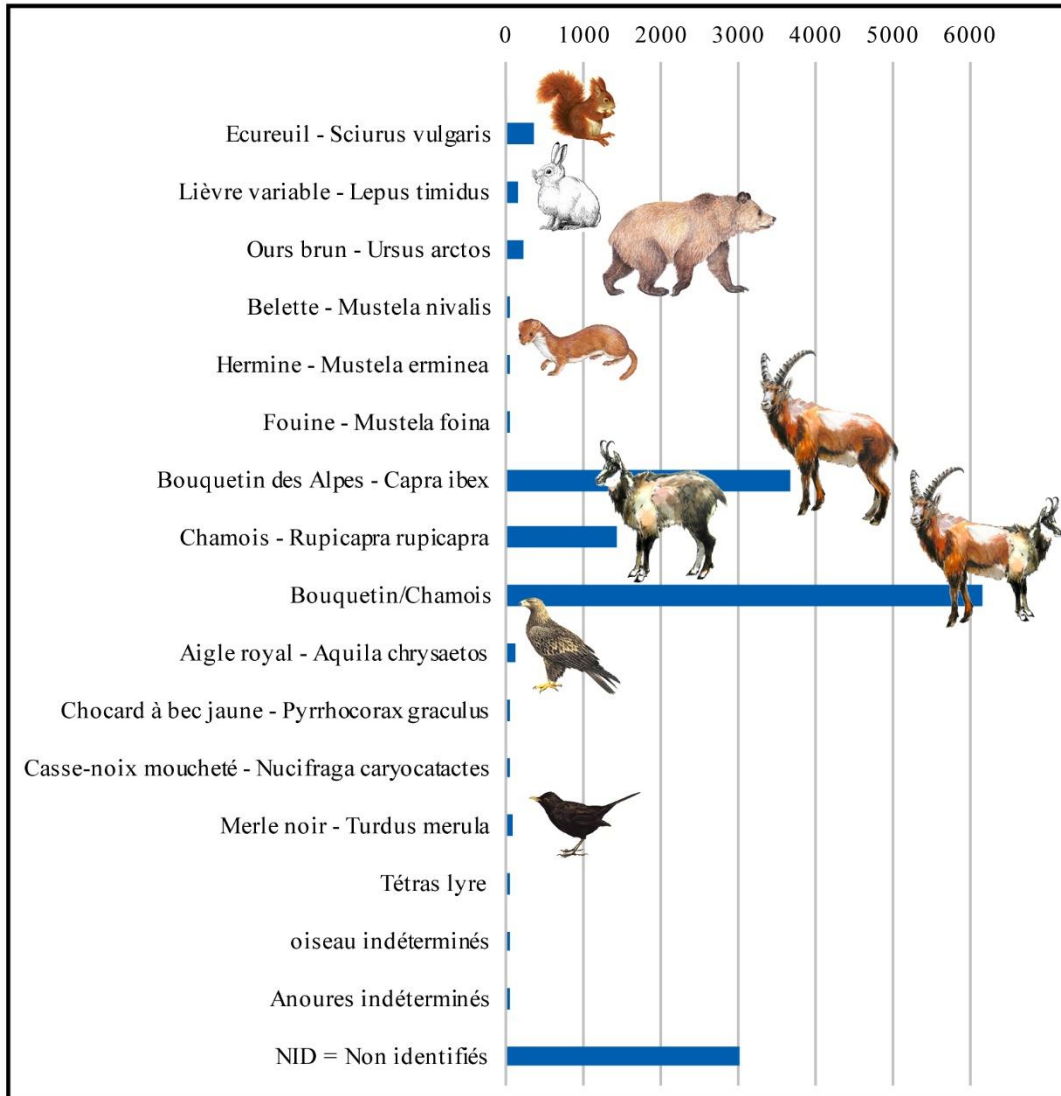 0 1000 2000 3000 4000 5000 6000
Ecureuil - Sciurus vulgaris
Lièvre variable - Lepus timidus
Ours brun - Ursus arctos
Belette - Mustela nivalis
Hermine - Mustela erminea
Fouine - Mustela foina
Bouquetin des Alpes - Capra ibex
Chamois - Rupicapra rupicapra
Bouquetin/Chamois
Aigle royal - Aquila chrysaetos
Chocard à bec jaune - Pyrrhocorax graculus
Casse-noix moucheté - Nucifraga caryocatactes
Merle noir - Turdus merula
Tétras lyre
oiseau indéterminés
Anoures indéterminés
NID = Non identifiés